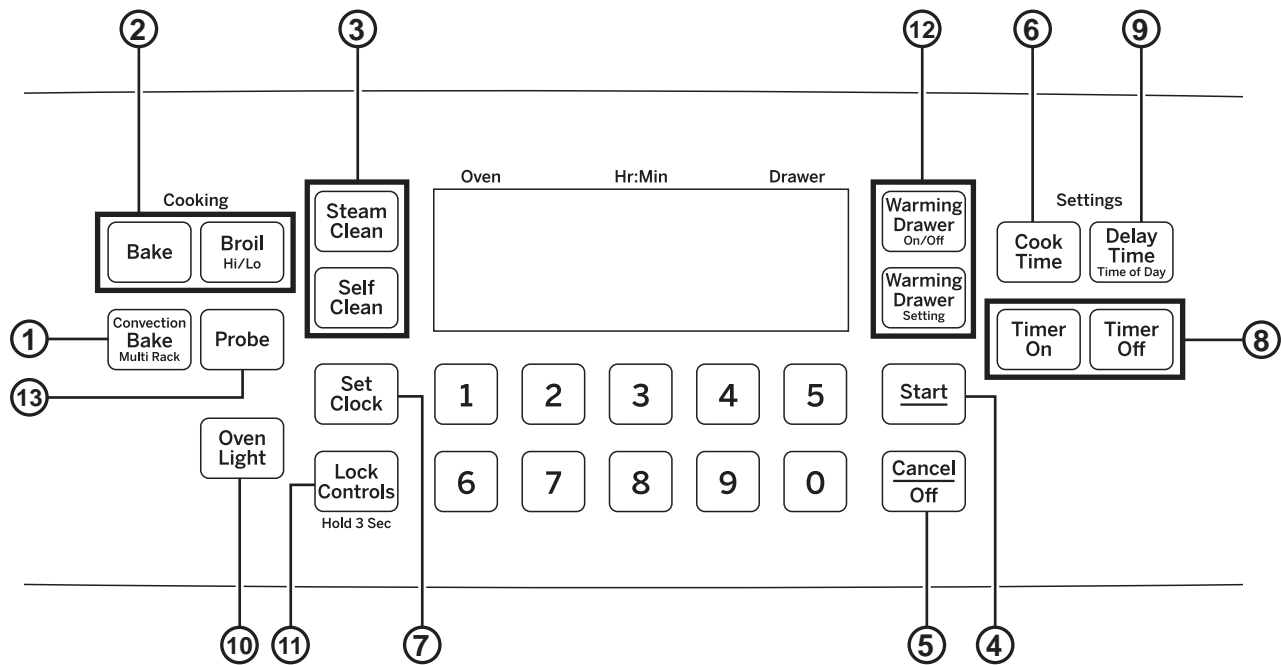 2
3
12
6
9
Oven
Hr:Min
Drawer
Cooking
Settings
Bake
Broil
Hi/Lo
Steam
Clean
Self
Clean
Warming
Drawer
On/Off
Warming
Drawer
Setting
Cook
Time
Delay
Time
Time of Day
1
Convection
Bake
Multi Rack
Probe
Timer
On
Timer
Off
8
13
Set
Clock
1
2
3
4
5
Start
Oven
Light
Lock
Controls
Hold 3 Sec
6
7
8
9
0
Cancel
Off
10
11
7
5
4